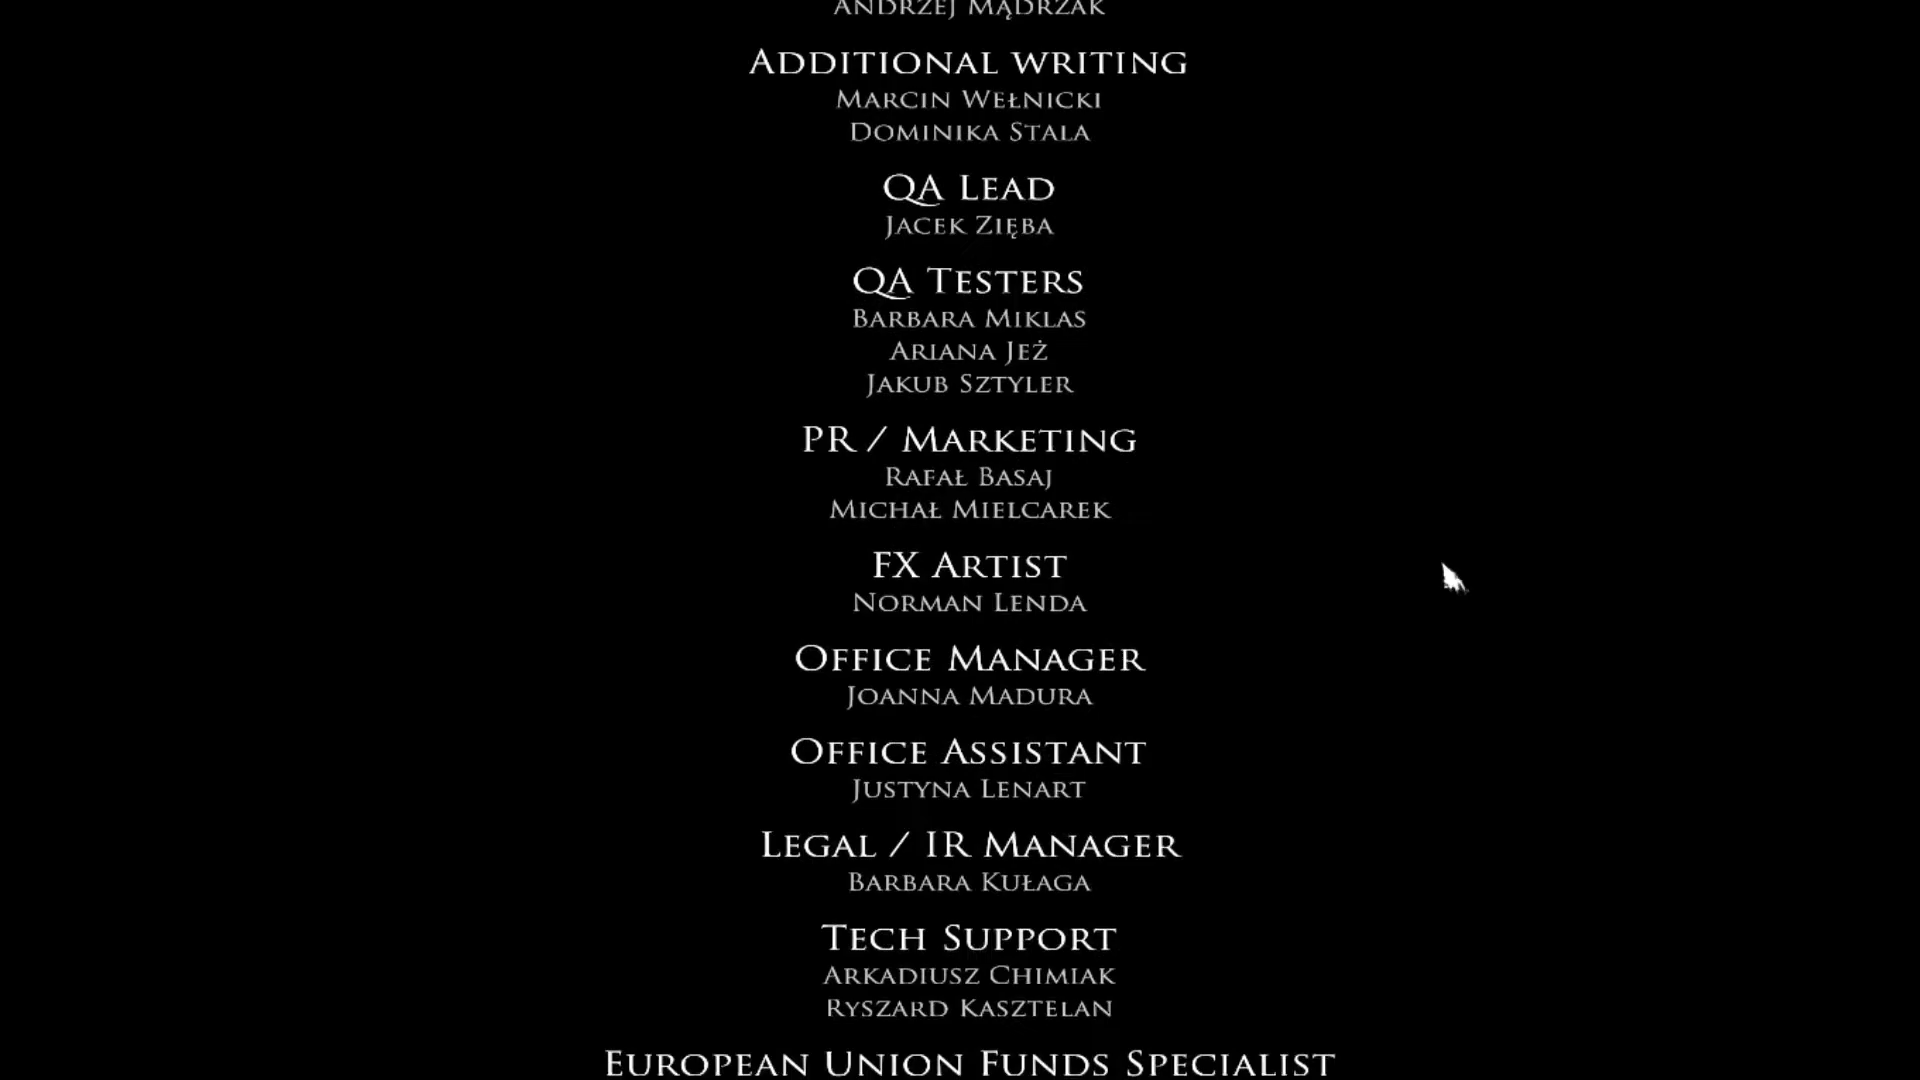 ANDRZEJ MĄDRZAK
ADDITIONAL WRITING
MARCIN WEŁNICKI
DOMINIKA STALA
QA LEAD
JACEK ZIĘBA
QA TESTERS
BARBARA MIKLAS
ARIANA JEŻ
JAKUB SZTYLER
PR / MARKETING
RAFAŁ BASAJ
MICHAŁ MIELCAREK
FX ARTIST
NORMAN LENDA
OFFICE MANAGER
JOANNA MADURA
OFFICE ASSISTANT
JUSTYNA LENART
LEGAL / IR MANAGER
BARBARA KUŁAGA
TECH SUPPORT
ARKADIUSZ CHIMIAK
RYSZARD KASZTELAN
EUROPEAN UNION FUNDS SPECIALIST